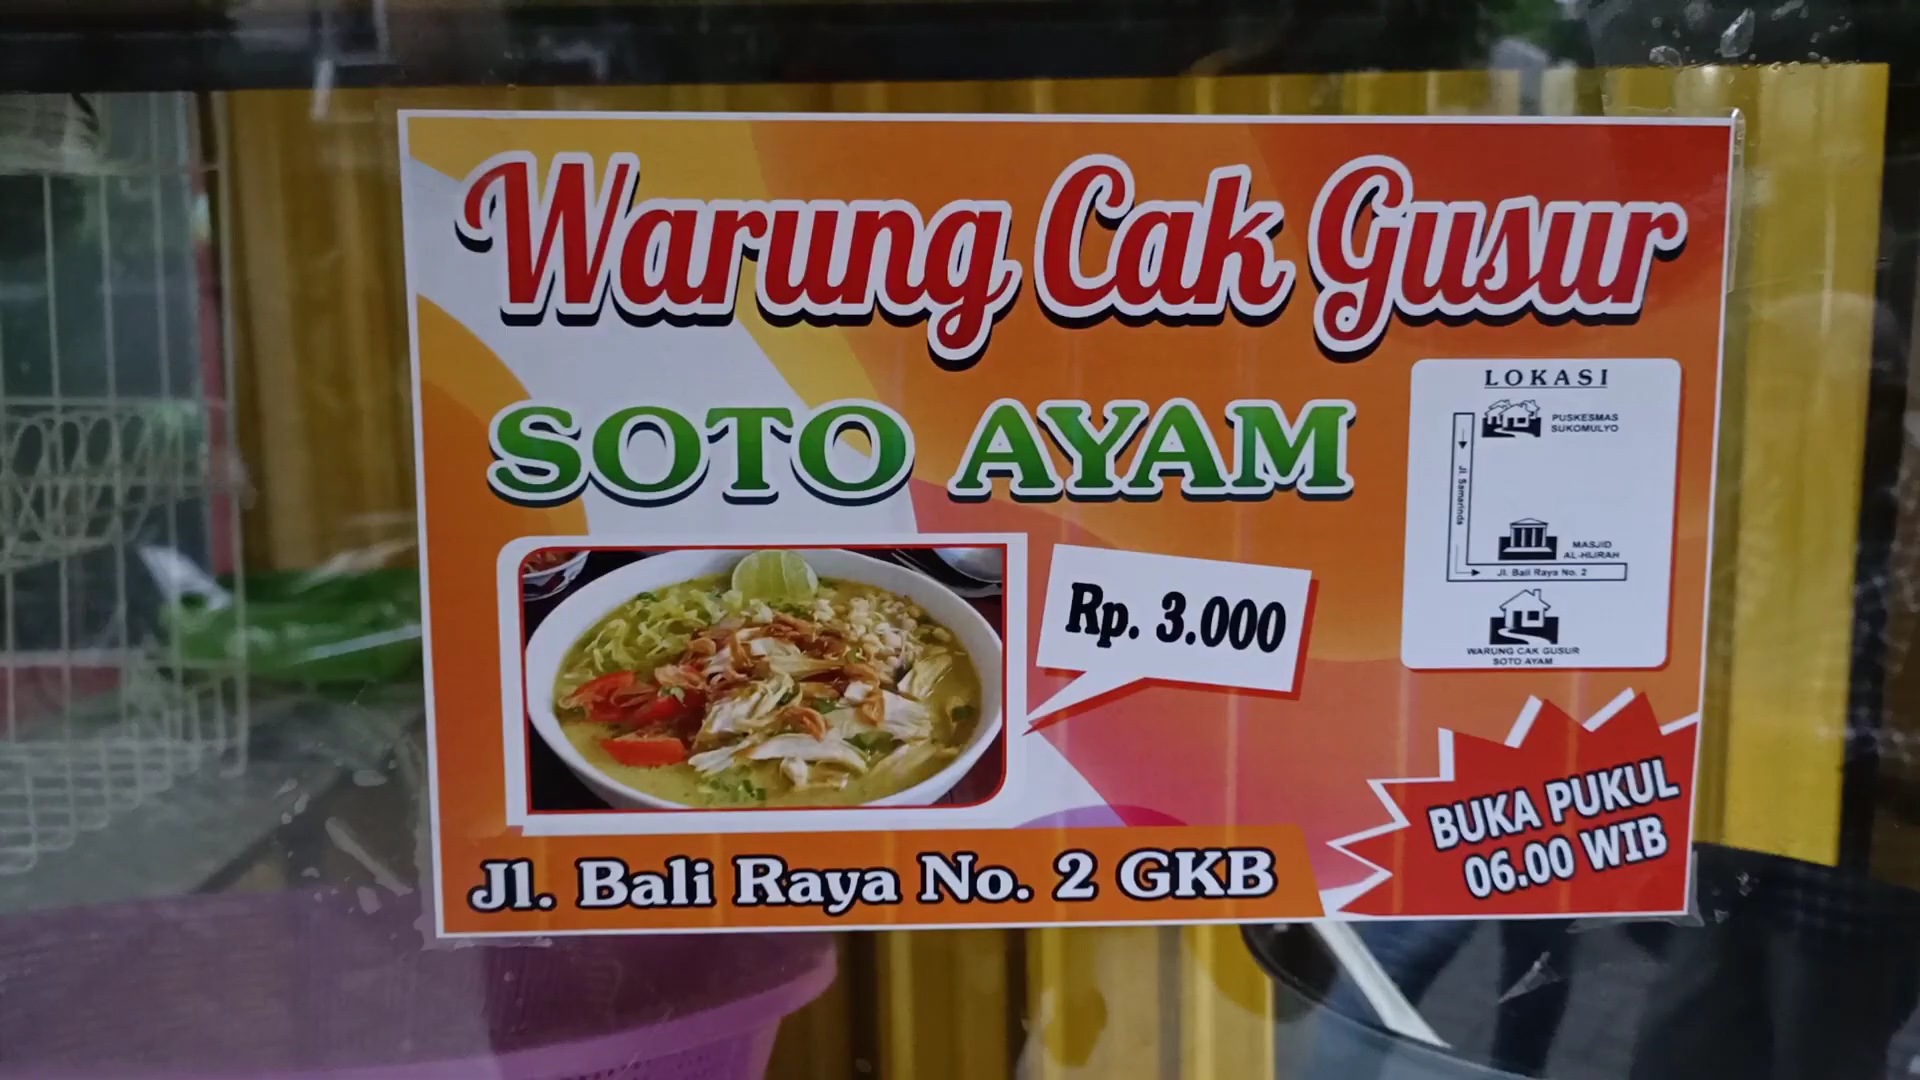 Warung Cak Gusur
SOTO AYAM
Rp. 3.000
LOKASI
PUSKESMAS
SUKOMULYO
Jl. Samarinda
MASJID
AL-HIJRAH
Jl. Bali Raya No. 2
WARUNG CAK GUSUR
SOTO AYAM
BUKA PUKUL
06.00 WIB
Jl. Bali Raya No. 2 GKB